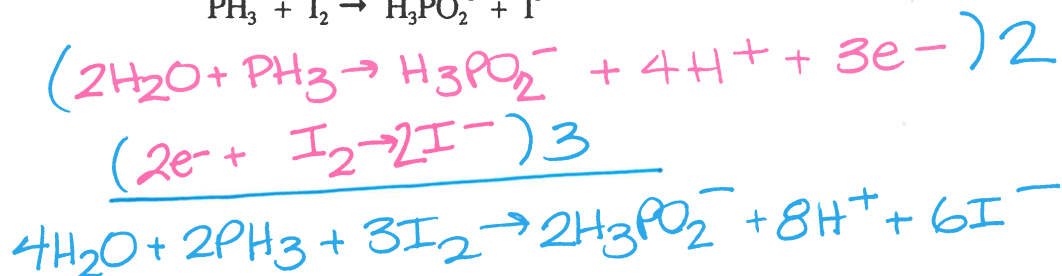 PH₃ + I₂ → H₃PO₂⁻ + I⁻
(2H₂O + PH₃ → H₃PO₂⁻ + 4H⁺ + 3e⁻)2
(2e⁻ + I₂ → 2I⁻)3
4H₂O + 2PH₃ + 3I₂ → 2H₃PO₂⁻ + 8H⁺ + 6I⁻